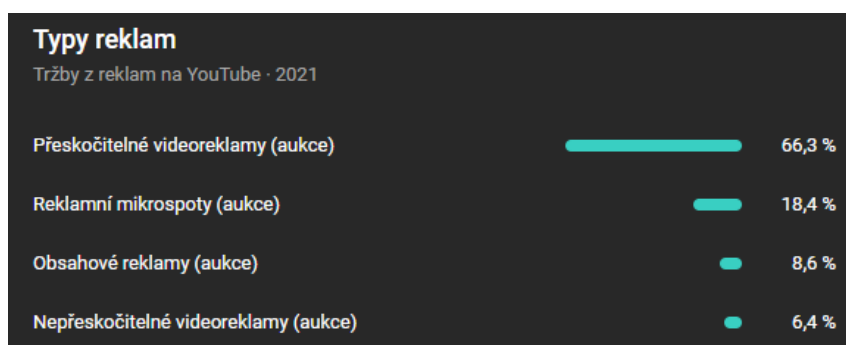 Typy reklam
Tržby z reklam na YouTube · 2021
Přeskočitelné videoreklamy (aukce) 66,3 %
Reklamní mikrospoty (aukce) 18,4 %
Obsahové reklamy (aukce) 8,6 %
Nepřeskočitelné videoreklamy (aukce) 6,4 %